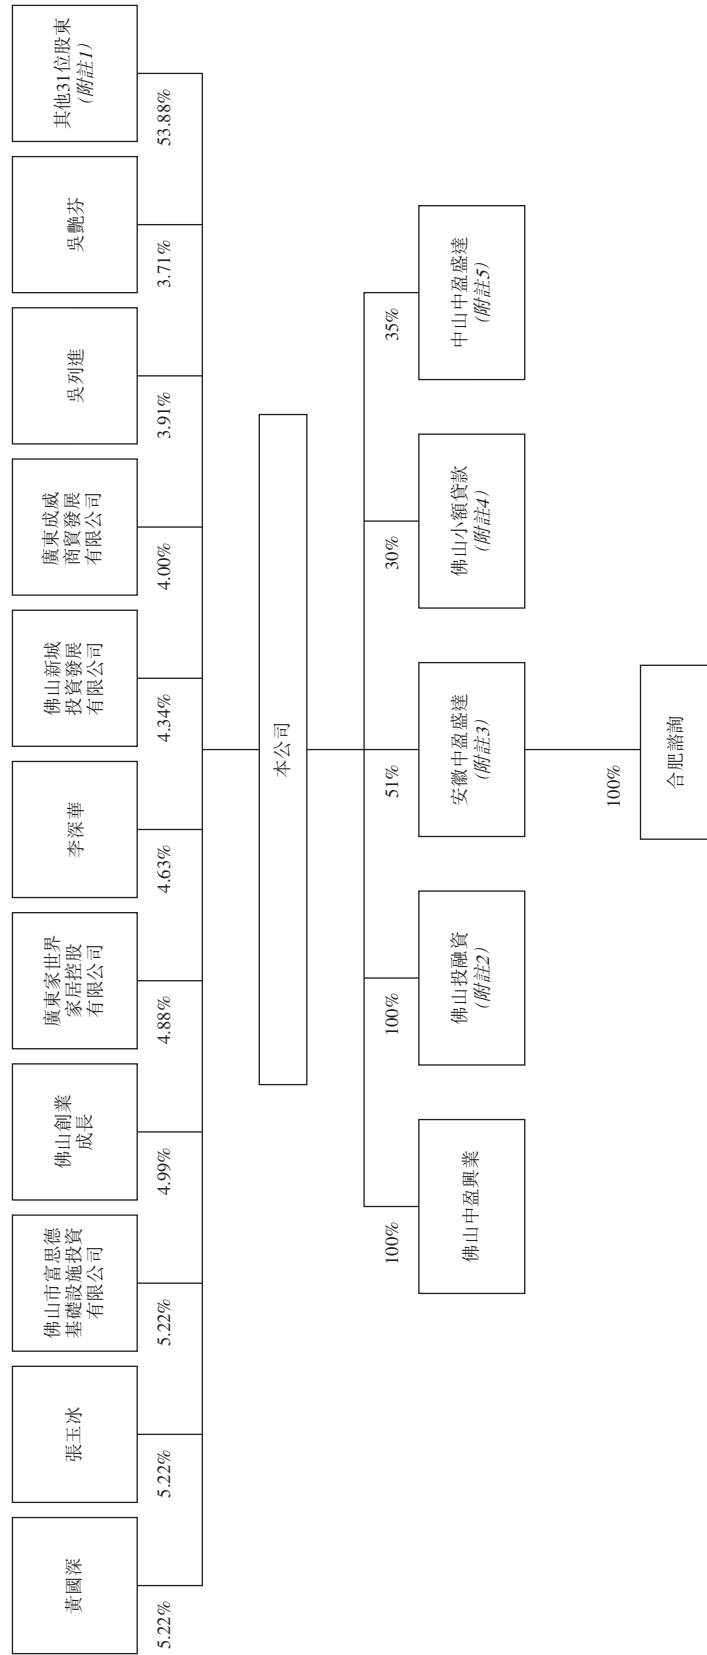 黃國深
張玉冰
佛山市富思德
基礎設施投資
有限公司
佛山創業
成長
廣東家世界
家居控股
有限公司
李深華
佛山新城
投資發展
有限公司
廣東成威
商貿發展
有限公司
吳列進
吳艷芬
其他31位股東
(附註1)
5.22%
5.22%
5.22%
4.99%
4.88%
4.63%
4.34%
4.00%
3.91%
3.71%
53.88%
本公司
100%
100%
51%
30%
35%
佛山中盈興業
佛山投融資
(附註2)
安徽中盈盛達
(附註3)
佛山小額貸款
(附註4)
中山中盈盛達
(附註5)
100%
合肥諮詢